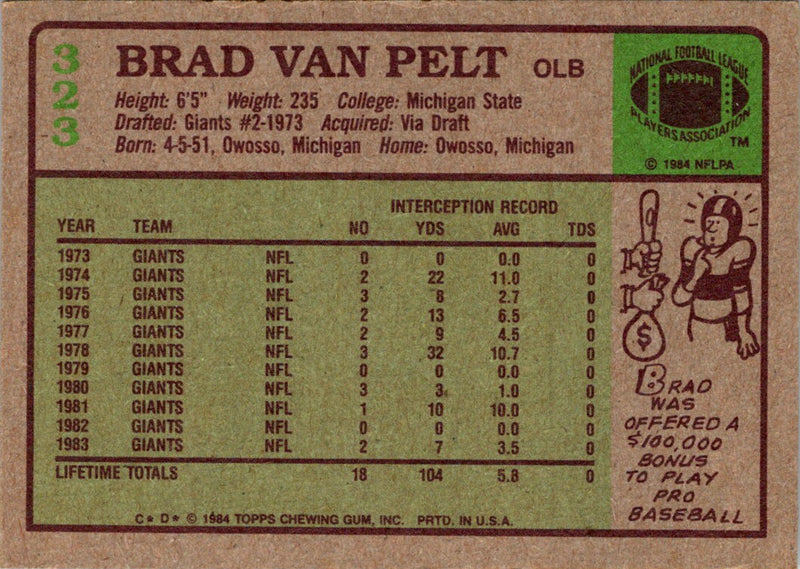 323
BRAD VAN PELT OLB
Height: 6'5" Weight: 235 College: Michigan State
Drafted: Giants #2-1973 Acquired: Via Draft
Born: 4-5-51, Owosso, Michigan Home: Owosso, Michigan
NATIONAL FOOTBALL LEAGUE
PLAYERS ASSOCIATION
TM
© 1984 NFLPA
INTERCEPTION RECORD
YEAR TEAM NO YDS AVG TDS
1973 GIANTS NFL 0 0 0.0 0
1974 GIANTS NFL 2 22 11.0 0
1975 GIANTS NFL 3 8 2.7 0
1976 GIANTS NFL 2 13 6.5 0
1977 GIANTS NFL 2 9 4.5 0
1978 GIANTS NFL 3 32 10.7 0
1979 GIANTS NFL 0 0 0.0 0
1980 GIANTS NFL 3 3 1.0 0
1981 GIANTS NFL 1 10 10.0 0
1982 GIANTS NFL 0 0 0.0 0
1983 GIANTS NFL 2 7 3.5 0
LIFETIME TOTALS 18 104 5.8 0
C* D* © 1984 TOPPS CHEWING GUM, INC. PRTD. IN U.S.A.
$
BRAD
WAS
OFFERED A
$100,000
BONUS
TO PLAY
PRO
BASEBALL